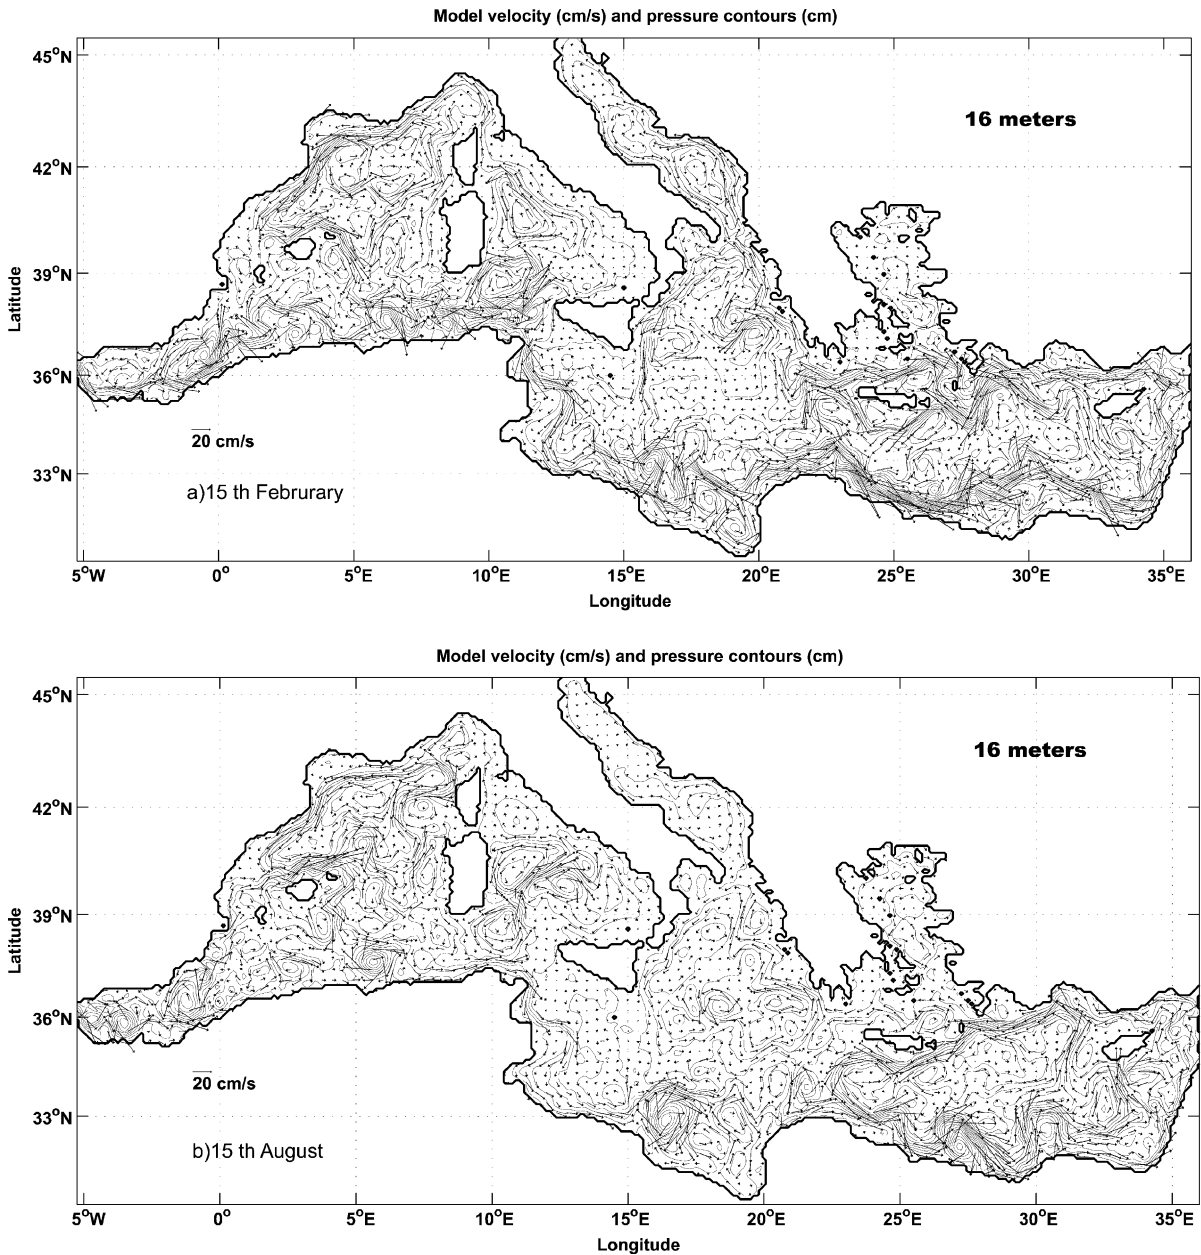 Model velocity (cm/s) and pressure contours (cm)
45°N
16 meters
42°N
39°N
Latitude
36°N
20 cm/s
33°N
a)15 th Februrary
5°W 0° 5°E 10°E 15°E 20°E 25°E 30°E 35°E
Longitude
Model velocity (cm/s) and pressure contours (cm)
45°N
16 meters
42°N
39°N
Latitude
36°N
20 cm/s
33°N
b)15 th August
5°W 0° 5°E 10°E 15°E 20°E 25°E 30°E 35°E
Longitude